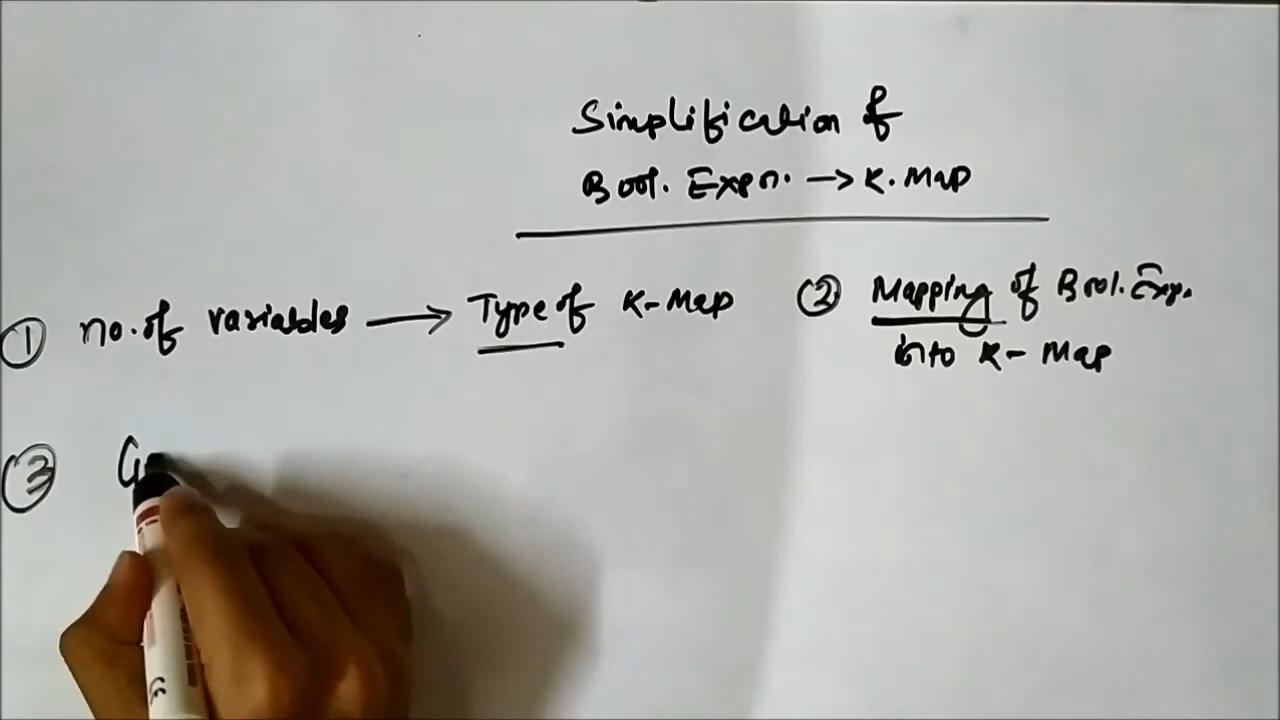 Simplification of
Bool. Expn. → K. Map
① no. of variables → Type of K-Map
② Mapping of Bool. Exp.
into K- Map
③